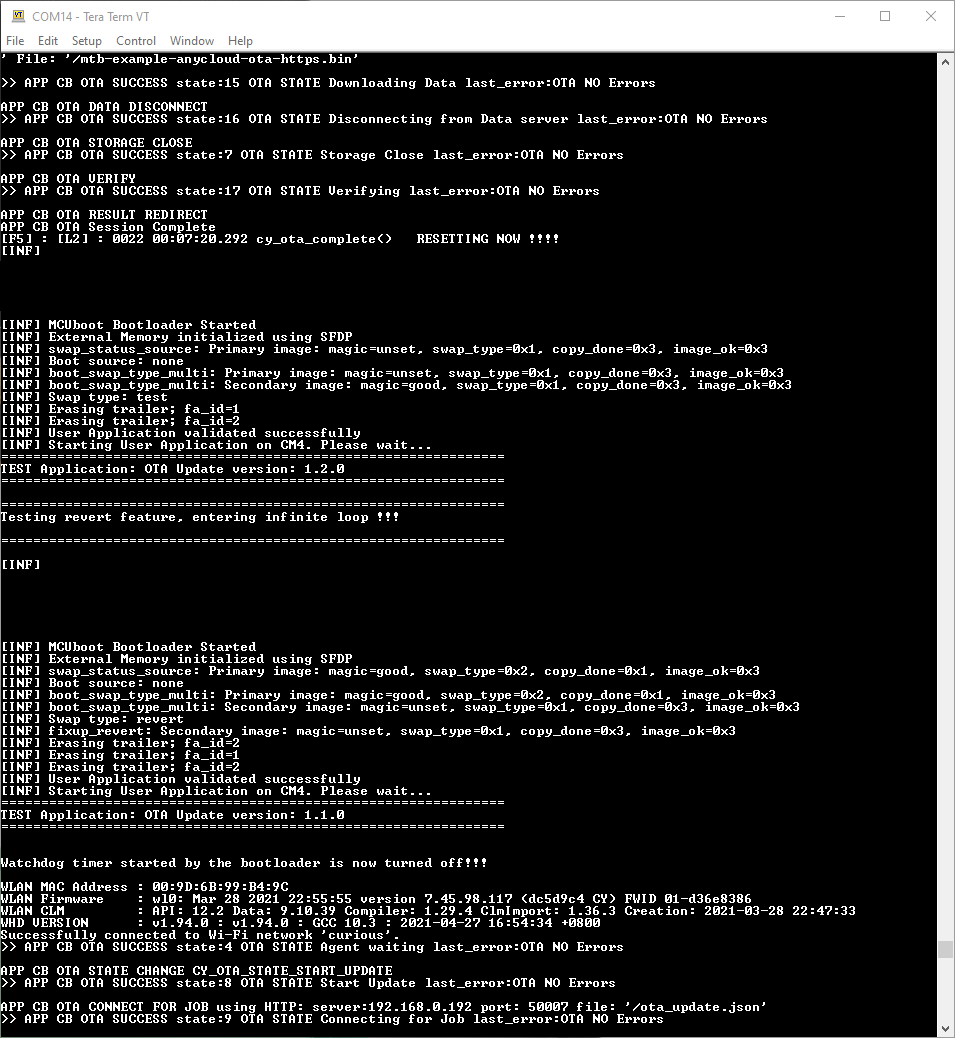 COM14 - Tera Term VT
File Edit Setup Control Window Help
' File: '/mtb-example-anycloud-ota-https.bin'
>> APP CB OTA SUCCESS state:15 OTA STATE Downloading Data last_error:OTA NO Errors
APP CB OTA DATA DISCONNECT
>> APP CB OTA SUCCESS state:16 OTA STATE Disconnecting from Data server last_error:OTA NO Errors
APP CB OTA STORAGE CLOSE
>> APP CB OTA SUCCESS state:7 OTA STATE Storage Close last_error:OTA NO Errors
APP CB OTA VERIFY
>> APP CB OTA SUCCESS state:17 OTA STATE Verifying last_error:OTA NO Errors
APP CB OTA RESULT REDIRECT
APP CB OTA Session Complete
[F5] : [L2] : 0022 00:07:20.292 cy_ota_complete()   RESETTING NOW !!!!
[INF]
[INF] MCUboot Bootloader Started
[INF] External Memory initialized using SFDP
[INF] swap_status_source: Primary image: magic=unset, swap_type=0x1, copy_done=0x3, image_ok=0x3
[INF] Boot source: none
[INF] boot_swap_type_multi: Primary image: magic=unset, swap_type=0x1, copy_done=0x3, image_ok=0x3
[INF] boot_swap_type_multi: Secondary image: magic=good, swap_type=0x1, copy_done=0x3, image_ok=0x3
[INF] Swap type: test
[INF] Erasing trailer; fa_id=1
[INF] Erasing trailer; fa_id=2
[INF] User Application validated successfully
[INF] Starting User Application on CM4. Please wait...
===============================================================
TEST Application: OTA Update version: 1.2.0
===============================================================
===============================================================
Testing revert feature, entering infinite loop !!!
===============================================================
[INF]
[INF] MCUboot Bootloader Started
[INF] External Memory initialized using SFDP
[INF] swap_status_source: Primary image: magic=good, swap_type=0x2, copy_done=0x1, image_ok=0x3
[INF] Boot source: none
[INF] boot_swap_type_multi: Primary image: magic=good, swap_type=0x2, copy_done=0x1, image_ok=0x3
[INF] boot_swap_type_multi: Secondary image: magic=unset, swap_type=0x1, copy_done=0x3, image_ok=0x3
[INF] Swap type: revert
[INF] fixup_revert: Secondary image: magic=unset, swap_type=0x1, copy_done=0x3, image_ok=0x3
[INF] Erasing trailer; fa_id=2
[INF] Erasing trailer; fa_id=1
[INF] Erasing trailer; fa_id=2
[INF] User Application validated successfully
[INF] Starting User Application on CM4. Please wait...
===============================================================
TEST Application: OTA Update version: 1.1.0
===============================================================
Watchdog timer started by the bootloader is now turned off!!!
WLAN MAC Address : 00:9D:6B:99:B4:9C
WLAN Firmware    : wl0: Mar 28 2021 22:55:55 version 7.45.98.117 (dc5d9c4 CY) FWID 01-d36e8386
WLAN CLM         : API: 12.2 Data: 9.10.39 Compiler: 1.29.4 ClmImport: 1.36.3 Creation: 2021-03-28 22:47:33
WHD VERSION      : v1.94.0 : v1.94.0 : GCC 10.3 : 2021-04-27 16:54:34 +0800
Successfully connected to Wi-Fi network 'curious'.
>> APP CB OTA SUCCESS state:4 OTA STATE Agent waiting last_error:OTA NO Errors
APP CB OTA STATE CHANGE CY_OTA_STATE_START_UPDATE
>> APP CB OTA SUCCESS state:8 OTA STATE Start Update last_error:OTA NO Errors
APP CB OTA CONNECT FOR JOB using HTTP: server:192.168.0.192 port: 50007 file: '/ota_update.json'
>> APP CB OTA SUCCESS state:9 OTA STATE Connecting for Job last_error:OTA NO Errors